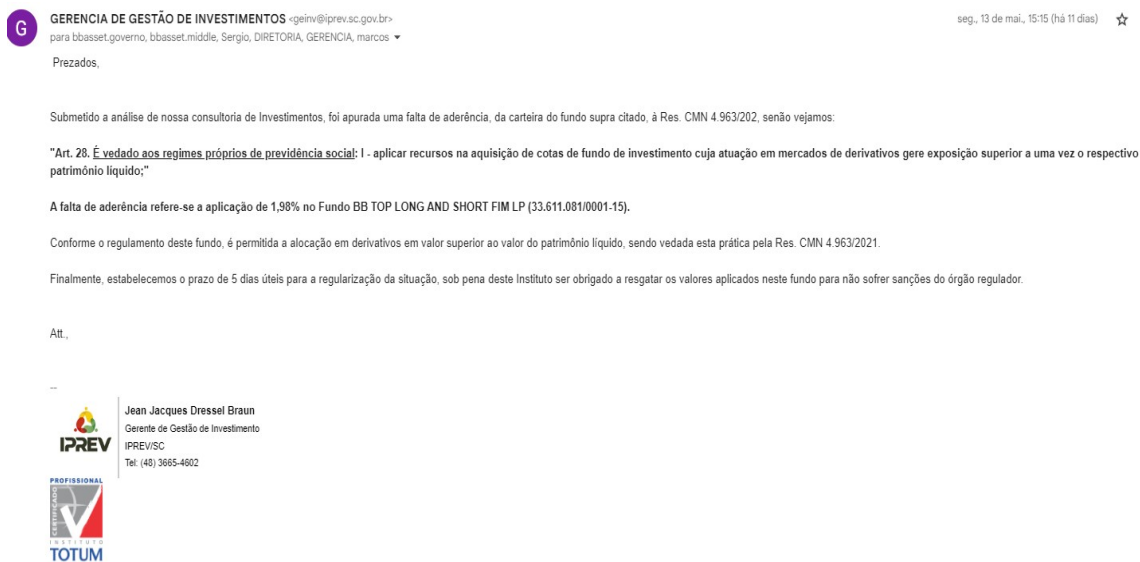 G
GERENCIA DE GESTÃO DE INVESTIMENTOS <geinv@iprev.sc.gov.br>
seg., 13 de mai., 15:15 (há 11 dias)
para bbasset.governo, bbasset.middle, Sergio, DIRETORIA, GERENCIA, marcos
Prezados,
Submetido a análise de nossa consultoria de Investimentos, foi apurada uma falta de aderência, da carteira do fundo supra citado, à Res. CMN 4.963/202, senão vejamos:
"Art. 28. É vedado aos regimes próprios de previdência social: I - aplicar recursos na aquisição de cotas de fundo de investimento cuja atuação em mercados de derivativos gere exposição superior a uma vez o respectivo
patrimônio líquido;"
A falta de aderência refere-se a aplicação de 1,98% no Fundo BB TOP LONG AND SHORT FIM LP (33.611.081/0001-15).
Conforme o regulamento deste fundo, é permitida a alocação em derivativos em valor superior ao valor do patrimônio líquido, sendo vedada esta prática pela Res. CMN 4.963/2021.
Finalmente, estabelecemos o prazo de 5 dias úteis para a regularização da situação, sob pena deste Instituto ser obrigado a resgatar os valores aplicados neste fundo para não sofrer sanções do órgão regulador.
Att.,
--
IPREV
Jean Jacques Dressel Braun
Gerente de Gestão de Investimento
IPREV/SC
Tel: (48) 3665-4602
PROFISSIONAL
CERTIFICADO
INSTITUTO
TOTUM